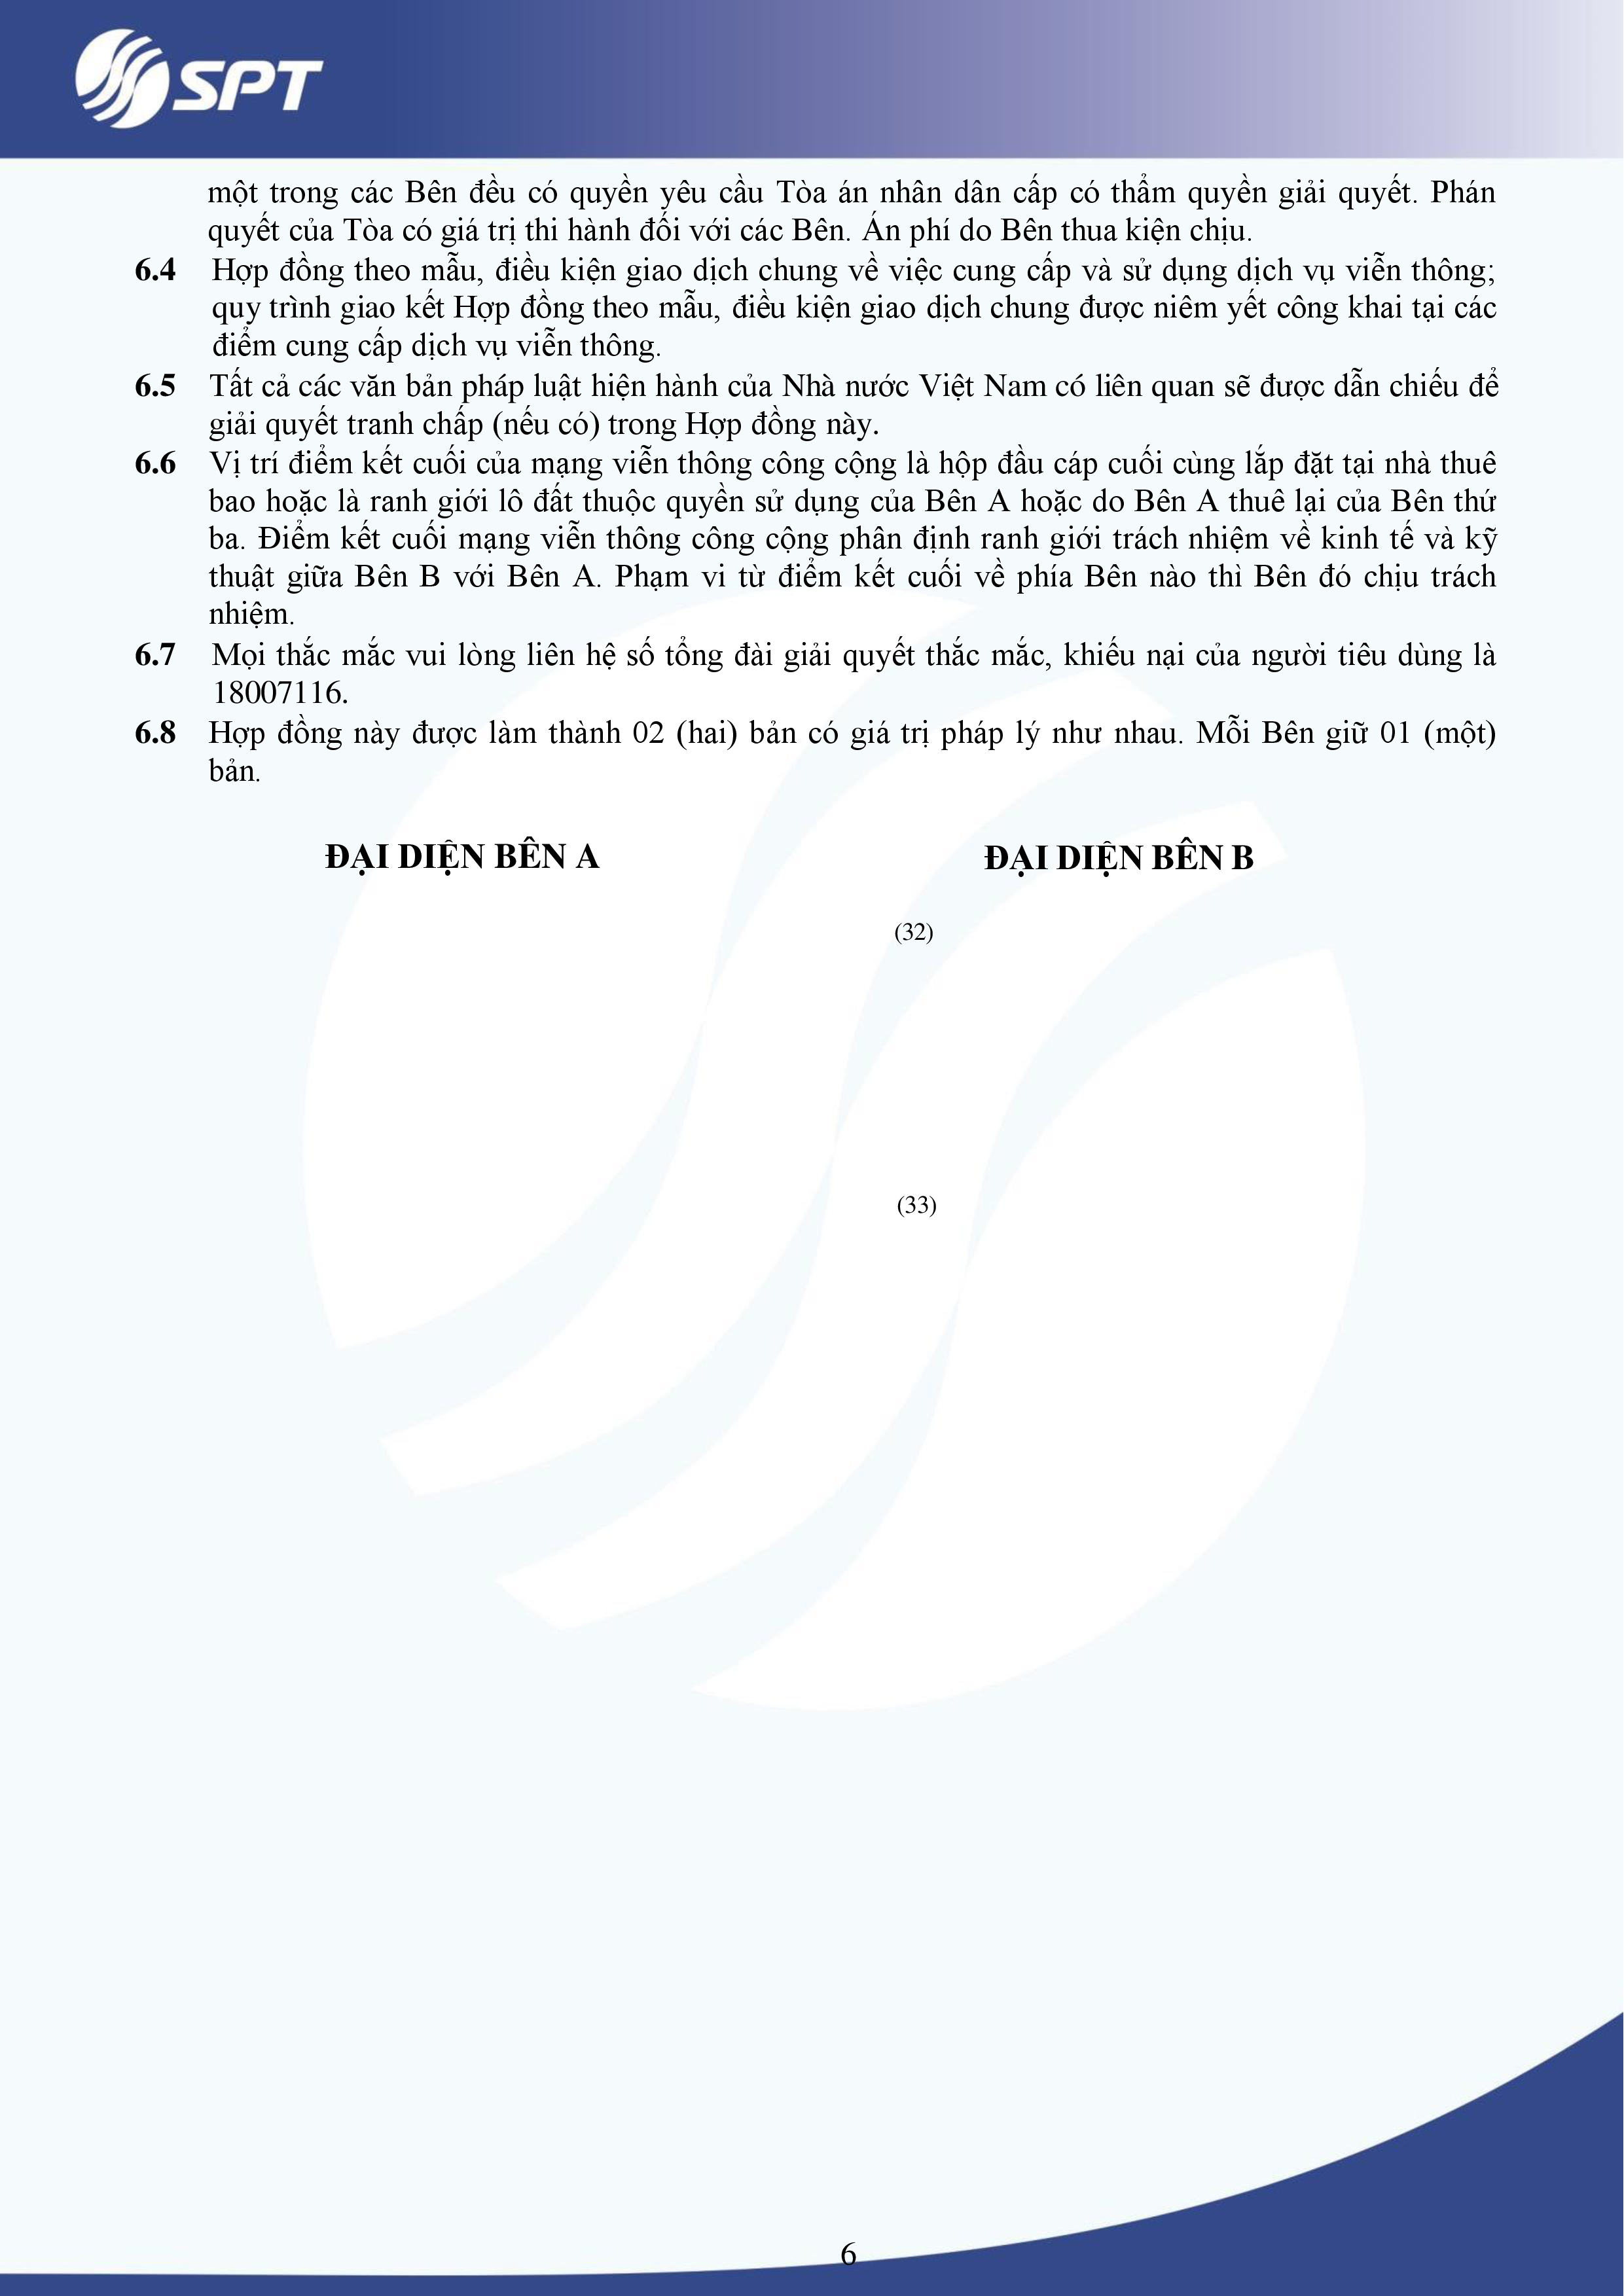 SPT
một trong các Bên đều có quyền yêu cầu Tòa án nhân dân cấp có thẩm quyền giải quyết. Phán
quyết của Tòa có giá trị thi hành đối với các Bên. Án phí do Bên thua kiện chịu.
6.4 Hợp đồng theo mẫu, điều kiện giao dịch chung về việc cung cấp và sử dụng dịch vụ viễn thông;
quy trình giao kết Hợp đồng theo mẫu, điều kiện giao dịch chung được niêm yết công khai tại các
điểm cung cấp dịch vụ viễn thông.
6.5 Tất cả các văn bản pháp luật hiện hành của Nhà nước Việt Nam có liên quan sẽ được dẫn chiếu để
giải quyết tranh chấp (nếu có) trong Hợp đồng này.
6.6 Vị trí điểm kết cuối của mạng viễn thông công cộng là hộp đầu cáp cuối cùng lắp đặt tại nhà thuê
bao hoặc là ranh giới lô đất thuộc quyền sử dụng của Bên A hoặc do Bên A thuê lại của Bên thứ
ba. Điểm kết cuối mạng viễn thông công cộng phân định ranh giới trách nhiệm về kinh tế và kỹ
thuật giữa Bên B với Bên A. Phạm vi từ điểm kết cuối về phía Bên nào thì Bên đó chịu trách
nhiệm.
6.7 Mọi thắc mắc vui lòng liên hệ số tổng đài giải quyết thắc mắc, khiếu nại của người tiêu dùng là
18007116.
6.8 Hợp đồng này được làm thành 02 (hai) bản có giá trị pháp lý như nhau. Mỗi Bên giữ 01 (một)
bản.
ĐẠI DIỆN BÊN A
ĐẠI DIỆN BÊN B
(32)
(33)
6